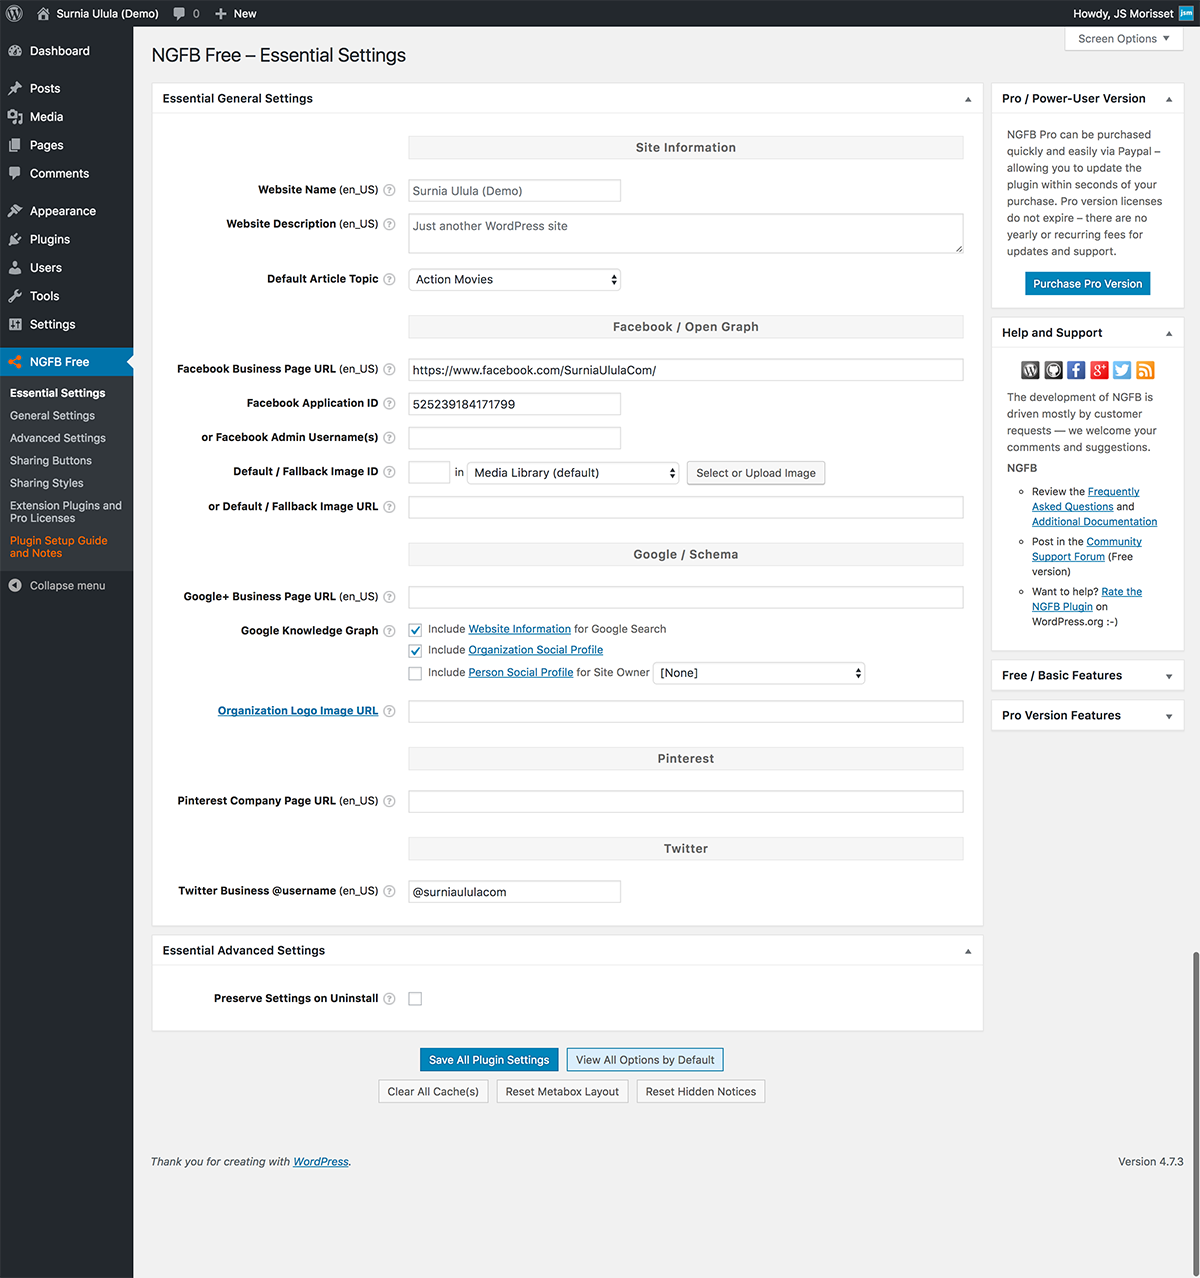 Surnia Ulula (Demo) 0 + New Howdy, JS Morisset jsm
Screen Options ▼
Dashboard
Posts
Media
Pages
Comments
Appearance
Plugins
Users
Tools
Settings
NGFB Free
Essential Settings
General Settings
Advanced Settings
Sharing Buttons
Sharing Styles
Extension Plugins and
Pro Licenses
Plugin Setup Guide
and Notes
Collapse menu
NGFB Free – Essential Settings
Essential General Settings
Site Information
Website Name (en_US) ? Surnia Ulula (Demo)
Website Description (en_US) ? Just another WordPress site
Default Article Topic ? Action Movies
Facebook / Open Graph
Facebook Business Page URL (en_US) ? https://www.facebook.com/SurniaUlulaCom/
Facebook Application ID ? 525239184171799
or Facebook Admin Username(s) ?
Default / Fallback Image ID ? in Media Library (default) Select or Upload Image
or Default / Fallback Image URL ?
Google / Schema
Google+ Business Page URL (en_US) ?
Google Knowledge Graph ? Include Website Information for Google Search
Include Organization Social Profile
Include Person Social Profile for Site Owner [None]
Organization Logo Image URL ?
Pinterest
Pinterest Company Page URL (en_US) ?
Twitter
Twitter Business @username (en_US) ? @surniaululacom
Essential Advanced Settings
Preserve Settings on Uninstall ?
Save All Plugin Settings View All Options by Default
Clear All Cache(s) Reset Metabox Layout Reset Hidden Notices
Pro / Power-User Version
NGFB Pro can be purchased
quickly and easily via Paypal –
allowing you to update the
plugin within seconds of your
purchase. Pro version licenses
do not expire – there are no
yearly or recurring fees for
updates and support.
Purchase Pro Version
Help and Support
The development of NGFB is
driven mostly by customer
requests — we welcome your
comments and suggestions.
NGFB
Review the Frequently
Asked Questions and
Additional Documentation
Post in the Community
Support Forum (Free
version)
Want to help? Rate the
NGFB Plugin on
WordPress.org :-)
Free / Basic Features
Pro Version Features
Thank you for creating with WordPress. Version 4.7.3